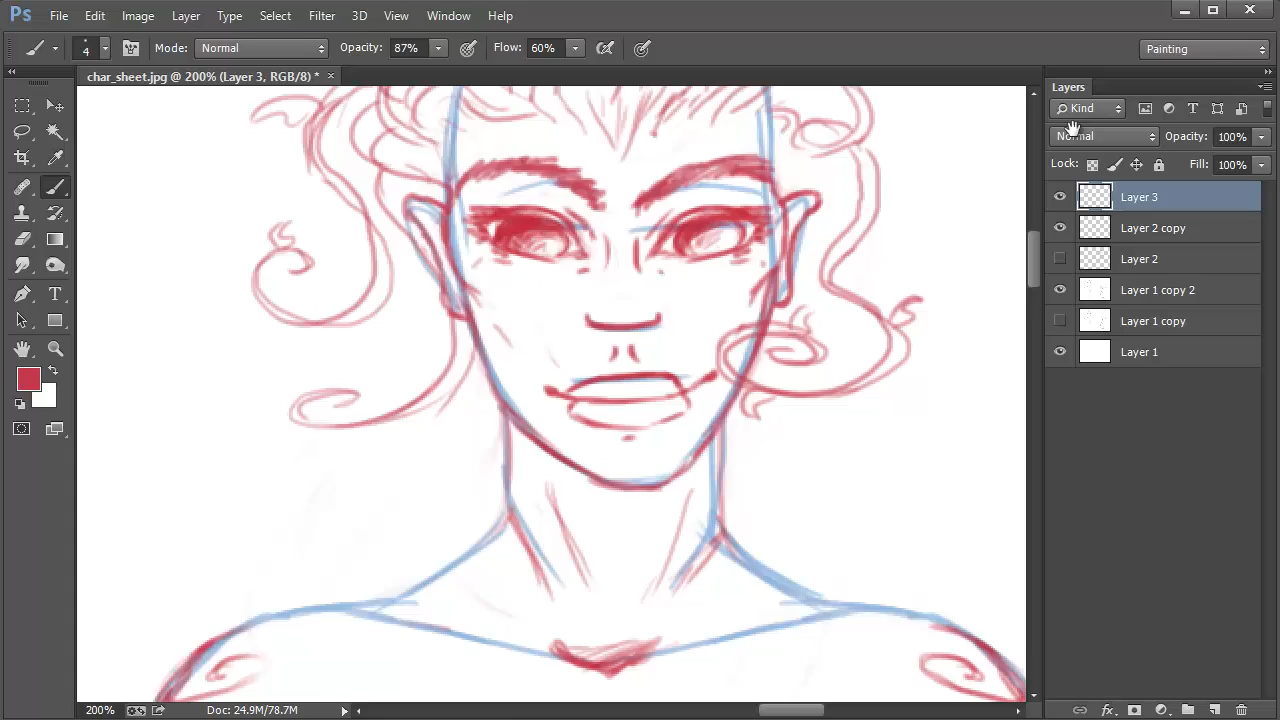 Ps File Edit Image Layer Type Select Filter 3D View Window Help
4 Mode: Normal Opacity: 87% Flow: 60% Painting
char_sheet.jpg @ 200% (Layer 3, RGB/8) * ×
Layers
Kind
Normal Opacity: 100%
Lock: Fill: 100%
Layer 3
Layer 2 copy
Layer 2
Layer 1 copy 2
Layer 1 copy
Layer 1
200% Doc: 24.9M/78.7M